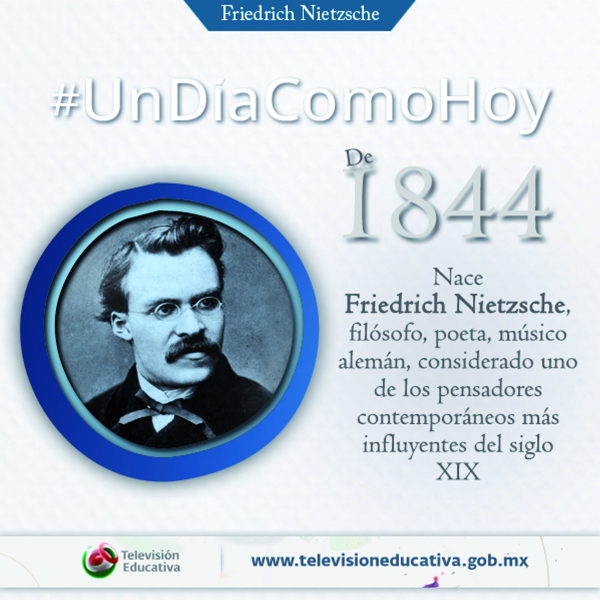 Friedrich Nietzsche
#UnDíaComoHoy
De
1844
Nace
Friedrich Nietzsche,
filósofo, poeta, músico
alemán, considerado uno
de los pensadores
contemporáneos más
influyentes del siglo
XIX
Televisión
Educativa
www.televisioneducativa.gob.mx